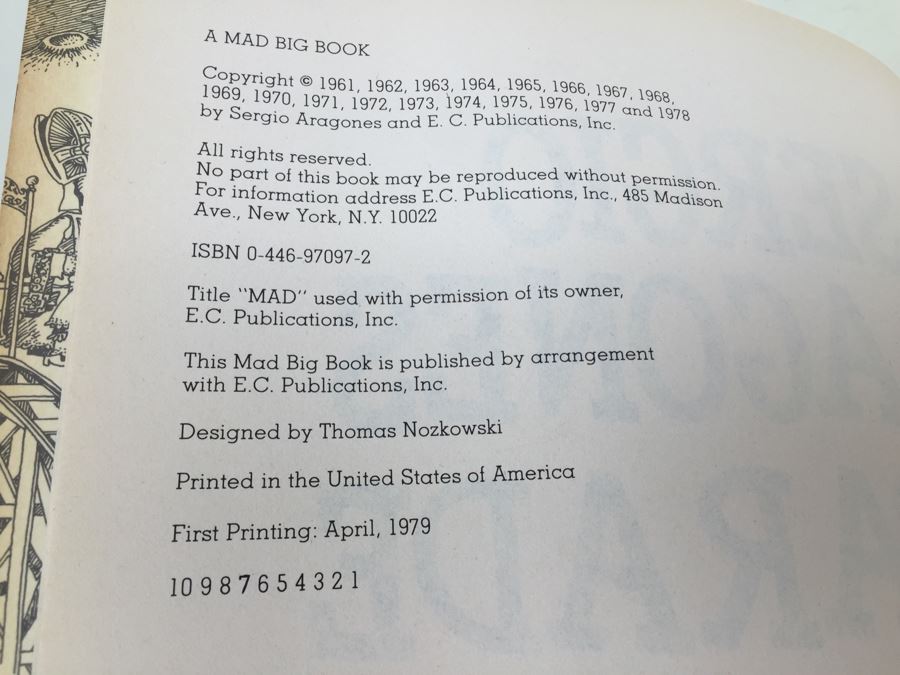 A MAD BIG BOOK
Copyright © 1961, 1962, 1963, 1964, 1965, 1966, 1967, 1968,
1969, 1970, 1971, 1972, 1973, 1974, 1975, 1976, 1977 and 1978
by Sergio Aragones and E. C. Publications, Inc.
All rights reserved.
No part of this book may be reproduced without permission.
For information address E.C. Publications, Inc., 485 Madison
Ave., New York, N.Y. 10022
ISBN 0-446-97097-2
Title "MAD" used with permission of its owner,
E.C. Publications, Inc.
This Mad Big Book is published by arrangement
with E.C. Publications, Inc.
Designed by Thomas Nozkowski
Printed in the United States of America
First Printing: April, 1979
10 9 8 7 6 5 4 3 2 1